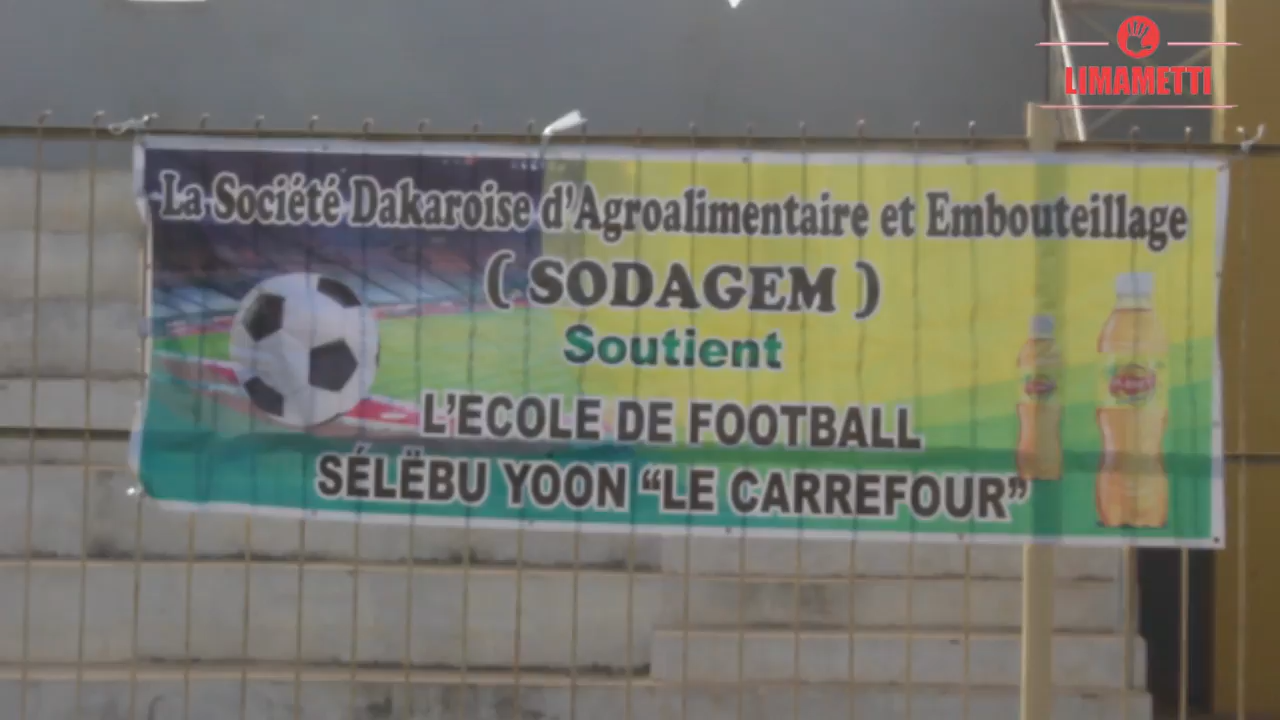 LIMAMETTI
La Société Dakaroise d'Agroalimentaire et Embouteillage
( SODAGEM )
Soutient
L'ECOLE DE FOOTBALL
SÉLËBU YOON “LE CARREFOUR”